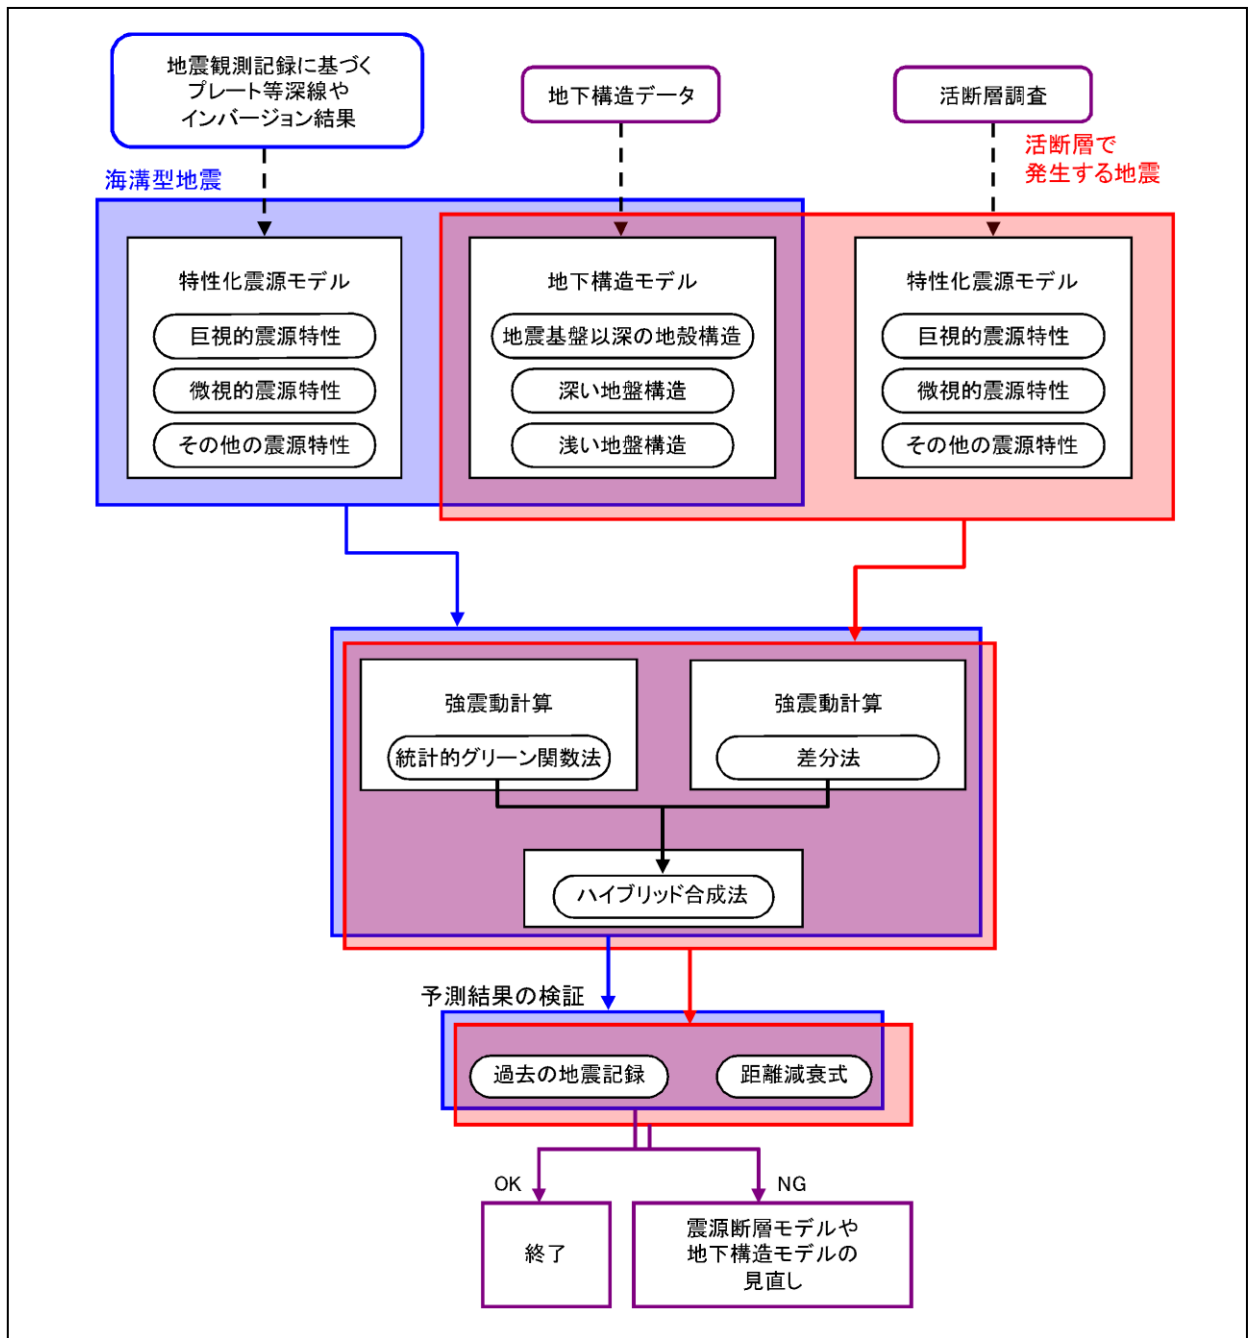 地震観測記録に基づく
プレート等深線や
インバージョン結果
地下構造データ
活断層調査
海溝型地震
活断層で
発生する地震
特性化震源モデル
巨視的震源特性
微視的震源特性
その他の震源特性
地下構造モデル
地震基盤以深の地殻構造
深い地盤構造
浅い地盤構造
特性化震源モデル
巨視的震源特性
微視的震源特性
その他の震源特性
強震動計算
統計的グリーン関数法
強震動計算
差分法
ハイブリッド合成法
予測結果の検証
過去の地震記録
距離減衰式
OK
NG
終了
震源断層モデルや
地下構造モデルの
見直し